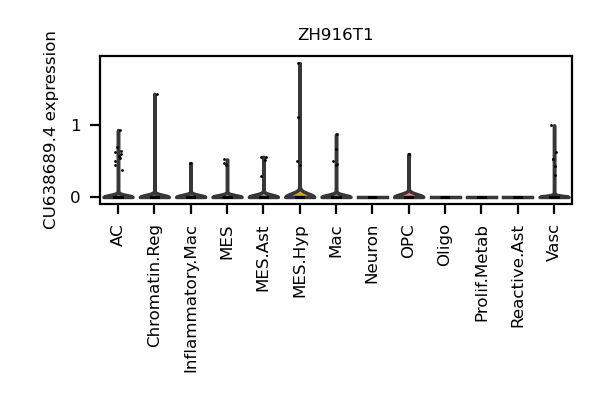 ZH916T1
CU638689.4 expression
1
0
AC
Chromatin.Reg
Inflammatory.Mac
MES
MES.Ast
MES.Hyp
Mac
Neuron
OPC
Oligo
Prolif.Metab
Reactive.Ast
Vasc